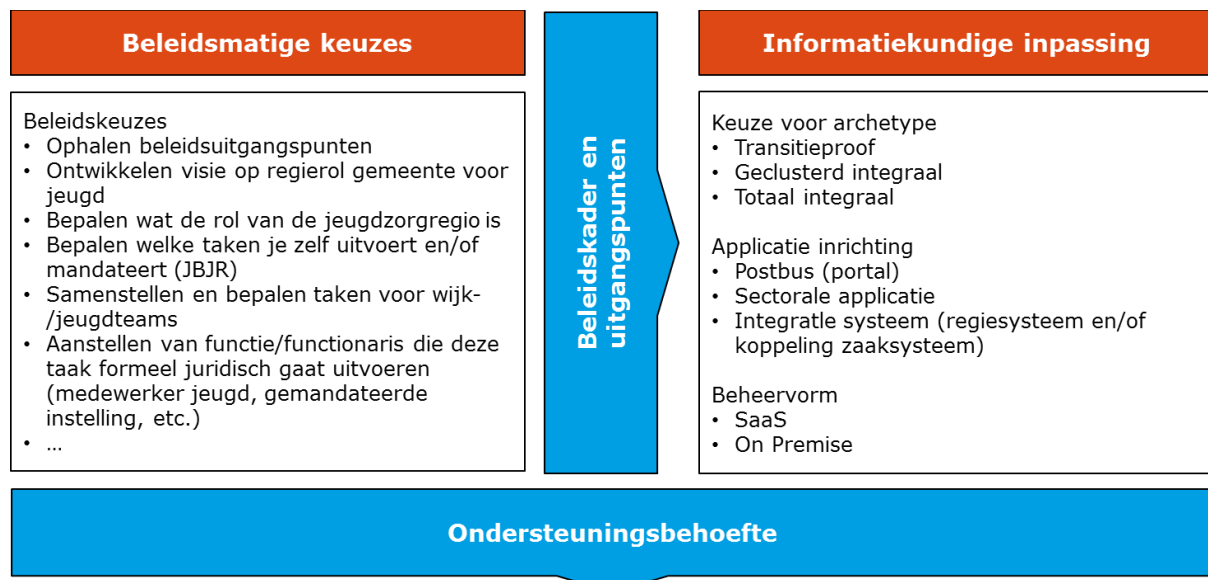 Beleidsmatige keuzes
Beleidskeuzes
• Ophalen beleidsuitgangspunten
• Ontwikkelen visie op regierol gemeente voor
jeugd
• Bepalen wat de rol van de jeugdzorgregio is
• Bepalen welke taken je zelf uitvoert en/of
mandateert (JBJR)
• Samenstellen en bepalen taken voor wijk-
/jeugdteams
• Aanstellen van functie/functionaris die deze
taak formeel juridisch gaat uitvoeren
(medewerker jeugd, gemandateerde
instelling, etc.)
• …
Beleidskader en
uitgangspunten
Informatiekundige inpassing
Keuze voor archetype
• Transitieproof
• Geclusterd integraal
• Totaal integraal
Applicatie inrichting
• Postbus (portal)
• Sectorale applicatie
• Integratle systeem (regiesysteem en/of
koppeling zaaksysteem)
Beheervorm
• SaaS
• On Premise
Ondersteuningsbehoefte